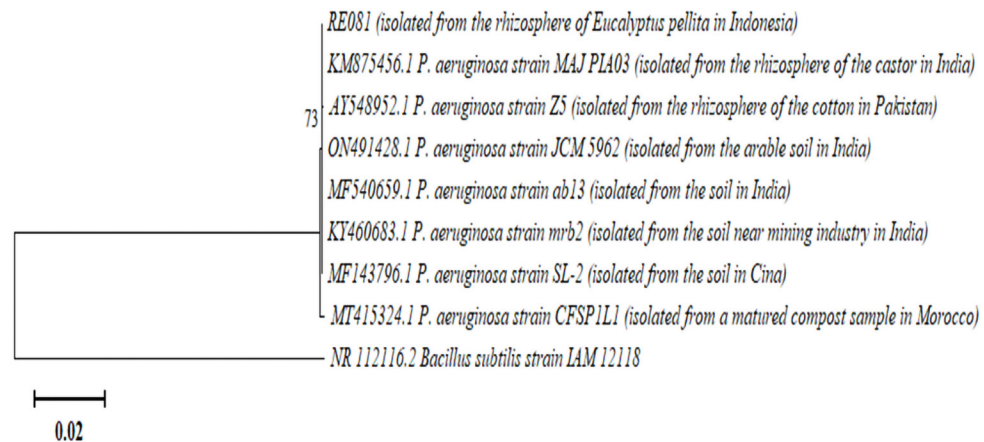 RE081 (isolated from the rhizosphere of Eucalyptus pellita in Indonesia)
KM875456.1 P. aeruginosa strain MAJ PIA03 (isolated from the rhizosphere of the castor in India)
AY548952.1 P. aeruginosa strain Z5 (isolated from the rhizosphere of the cotton in Pakistan)
73
ON491428.1 P. aeruginosa strain JCM 5962 (isolated from the arable soil in India)
MF540659.1 P. aeruginosa strain ab13 (isolated from the soil in India)
KY460683.1 P. aeruginosa strain mrb2 (isolated from the soil near mining industry in India)
MF143796.1 P. aeruginosa strain SL-2 (isolated from the soil in Cina)
MT415324.1 P. aeruginosa strain CFSP1L1 (isolated from a matured compost sample in Morocco)
NR 112116.2 Bacillus subtilis strain IAM 12118
0.02